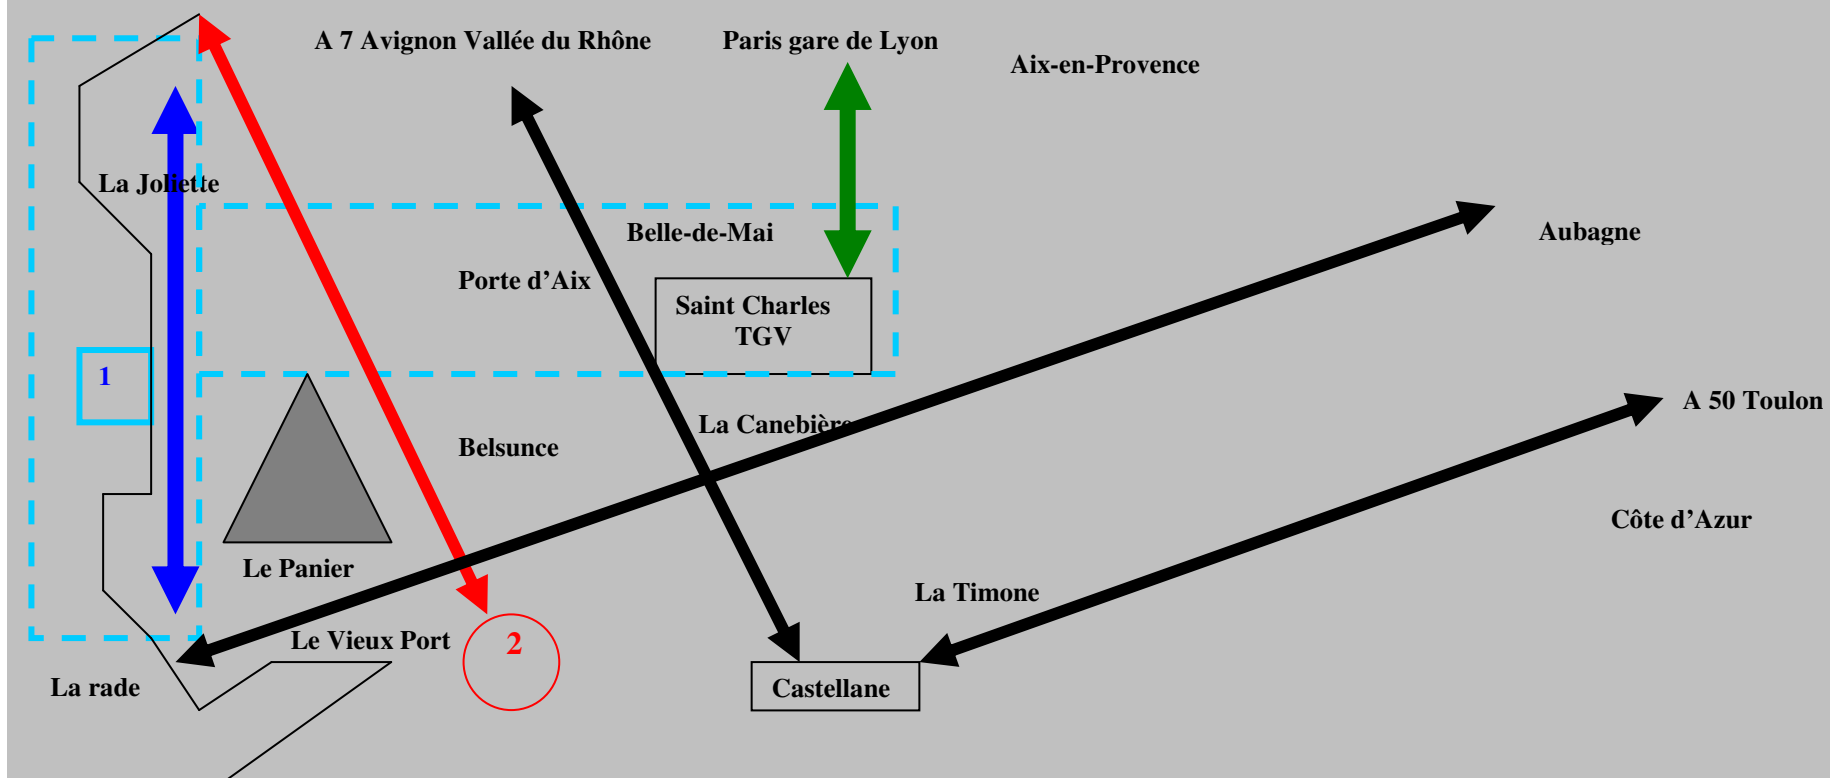 A 7 Avignon Vallée du Rhône
Paris gare de Lyon
Aix-en-Provence
La Joliette
Belle-de-Mai
Aubagne
Porte d’Aix
Saint Charles
TGV
1
La Canebière
A 50 Toulon
Belsunce
Côte d’Azur
Le Panier
La Timone
Le Vieux Port
2
La rade
Castellane